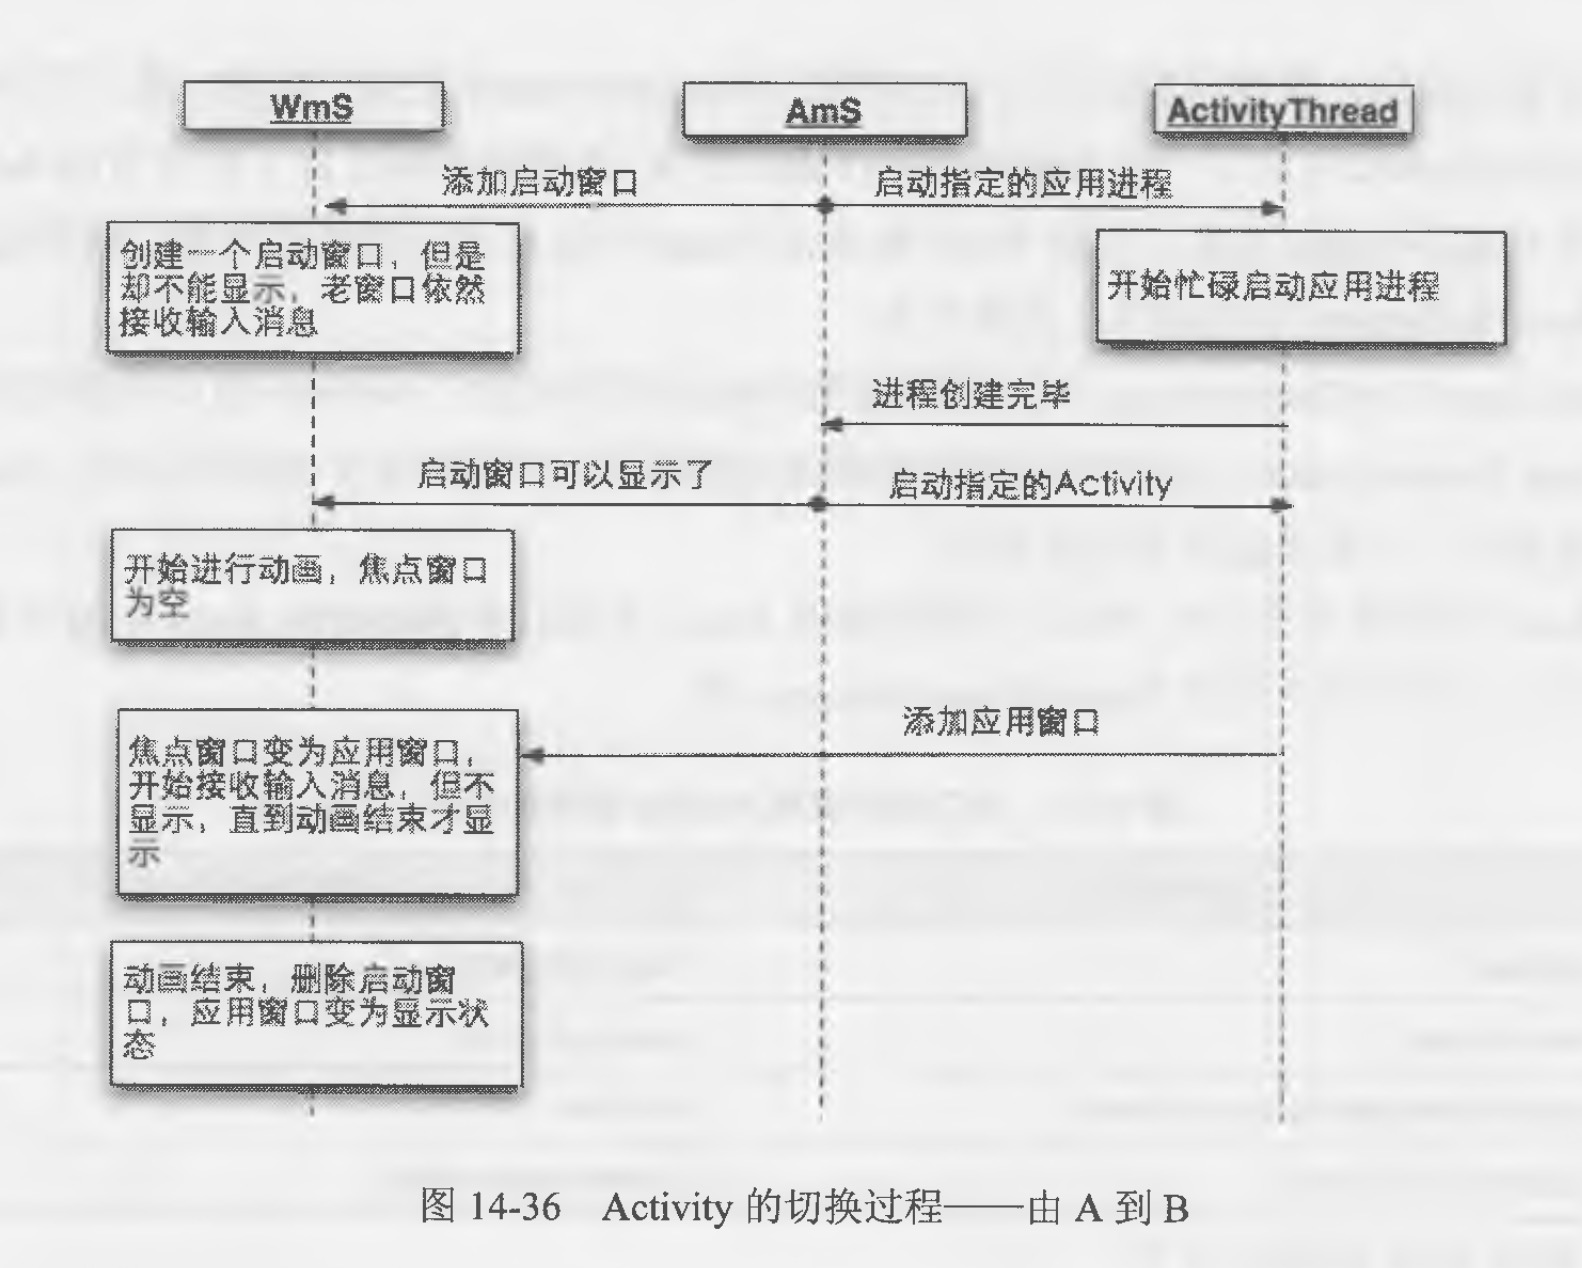 WmS
AmS
ActivityThread
添加启动窗口
启动指定的应用进程
创建一个启动窗口，但是
却不能显示，老窗口依然
接收输入消息
开始忙碌启动应用进程
进程创建完毕
启动窗口可以显示了
启动指定的Activity
开始进行动画，焦点窗口
为空
添加应用窗口
焦点窗口变为应用窗口，
开始接收输入消息，但不
显示，直到动画结束才显
示
动画结束，删除启动窗
口，应用窗口变为显示状
态
图 14-36 Activity 的切换过程——由 A 到 B